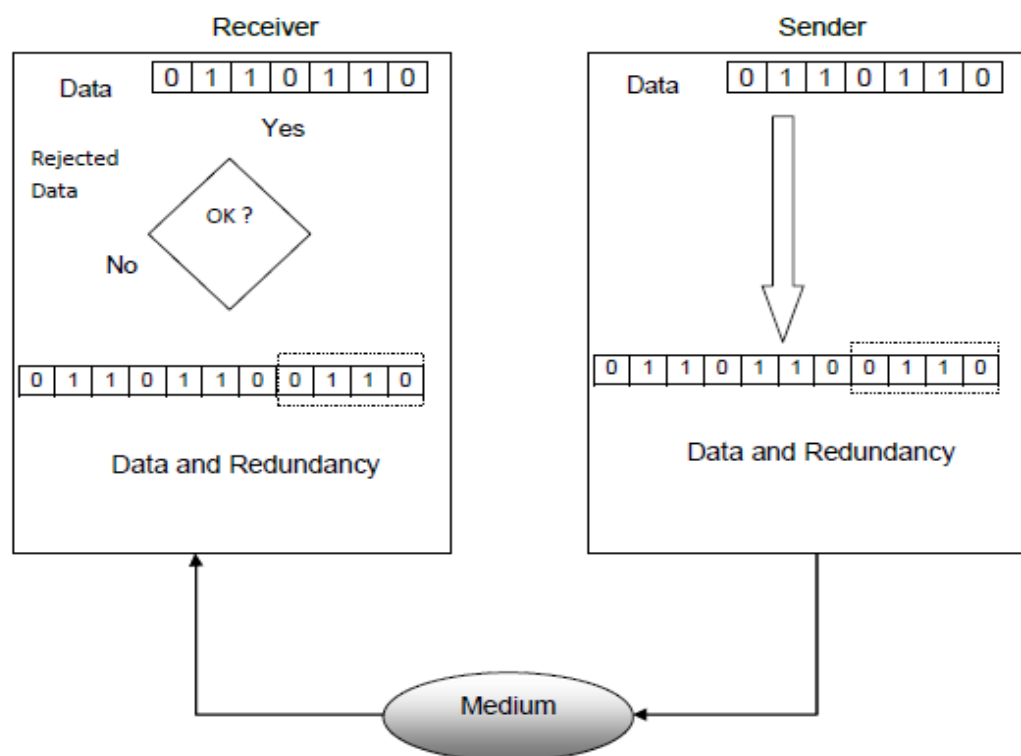 Receiver
Data 0 1 1 0 1 1 0
Yes
Rejected
Data
OK ?
No
0 1 1 0 1 1 0 0 1 1 0
Data and Redundancy
Sender
Data 0 1 1 0 1 1 0
0 1 1 0 1 1 0 0 1 1 0
Data and Redundancy
Medium